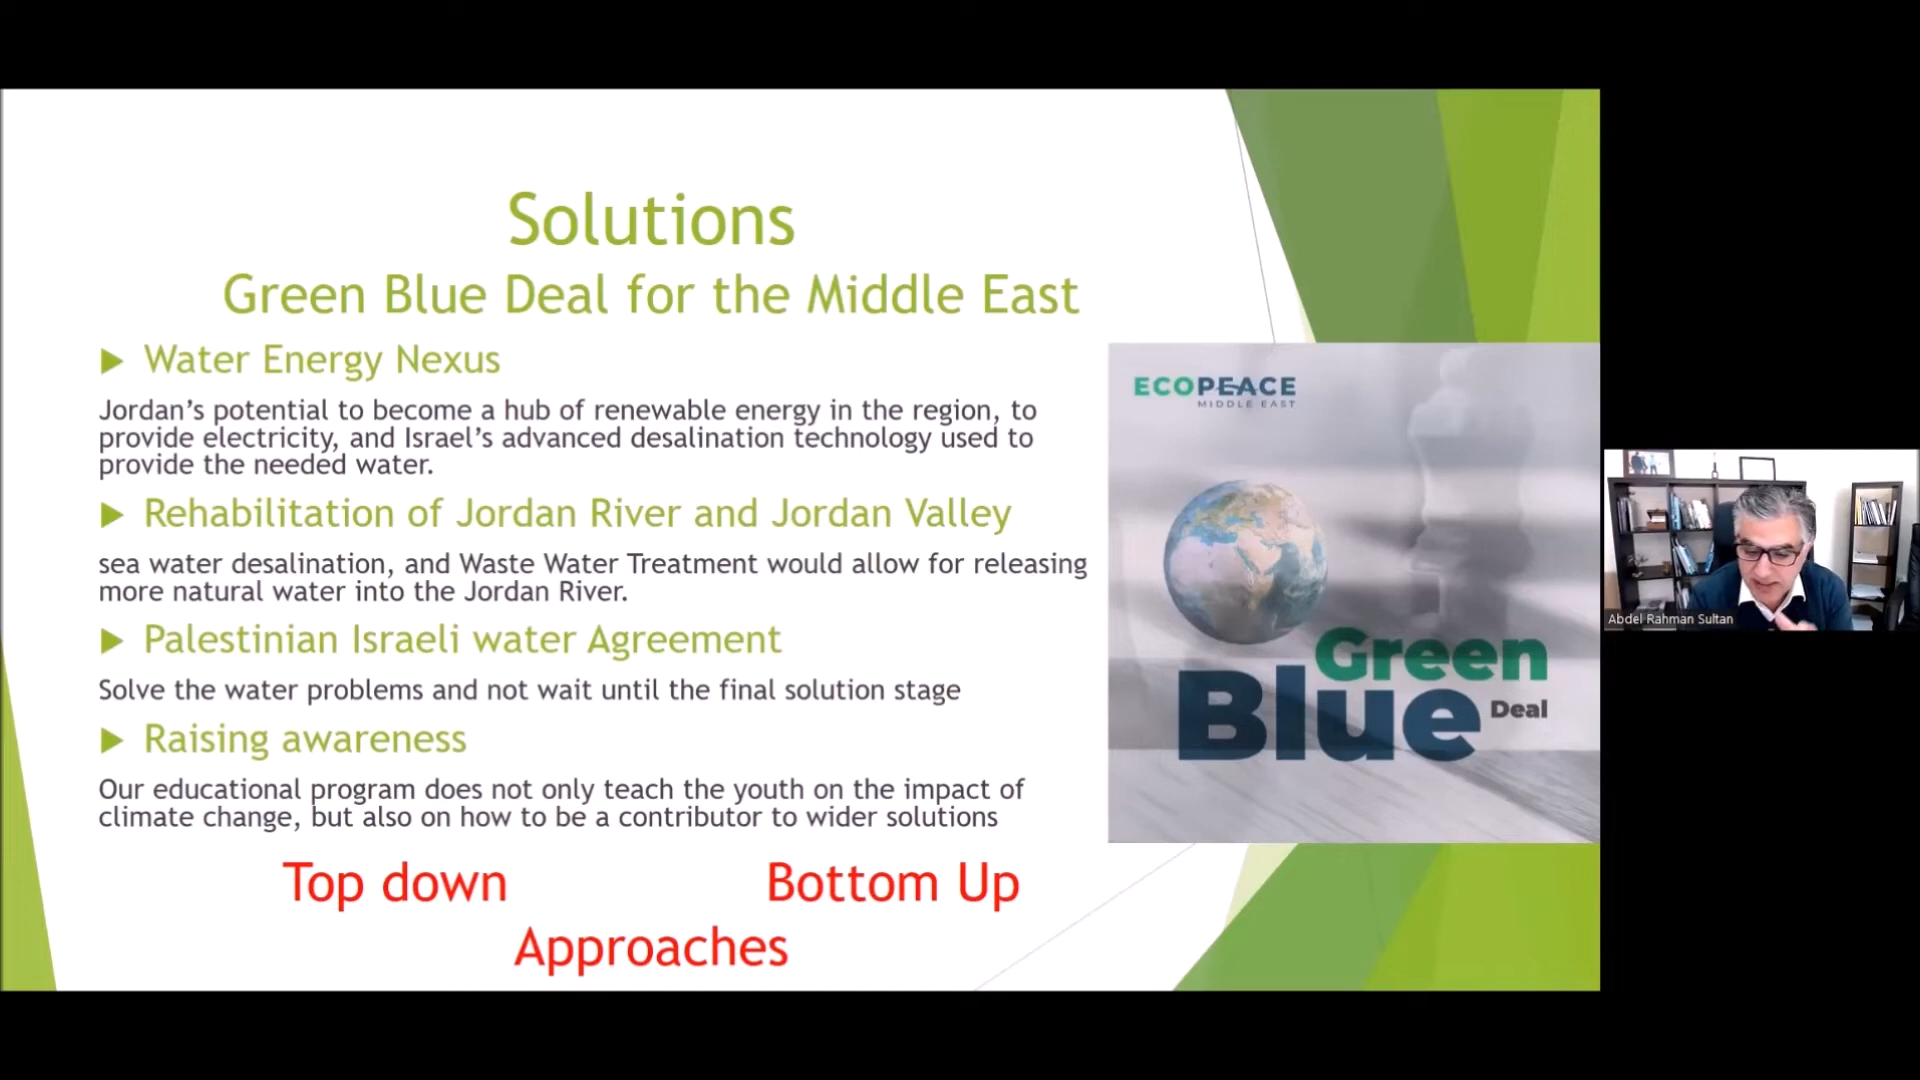 Solutions
Green Blue Deal for the Middle East
Water Energy Nexus
Jordan’s potential to become a hub of renewable energy in the region, to
provide electricity, and Israel’s advanced desalination technology used to
provide the needed water.
Rehabilitation of Jordan River and Jordan Valley
sea water desalination, and Waste Water Treatment would allow for releasing
more natural water into the Jordan River.
Palestinian Israeli water Agreement
Solve the water problems and not wait until the final solution stage
Raising awareness
Our educational program does not only teach the youth on the impact of
climate change, but also on how to be a contributor to wider solutions
Top down Bottom Up
Approaches
ECOPEACE
MIDDLE EAST
Green
Blue Deal
Abdel Rahman Sultan